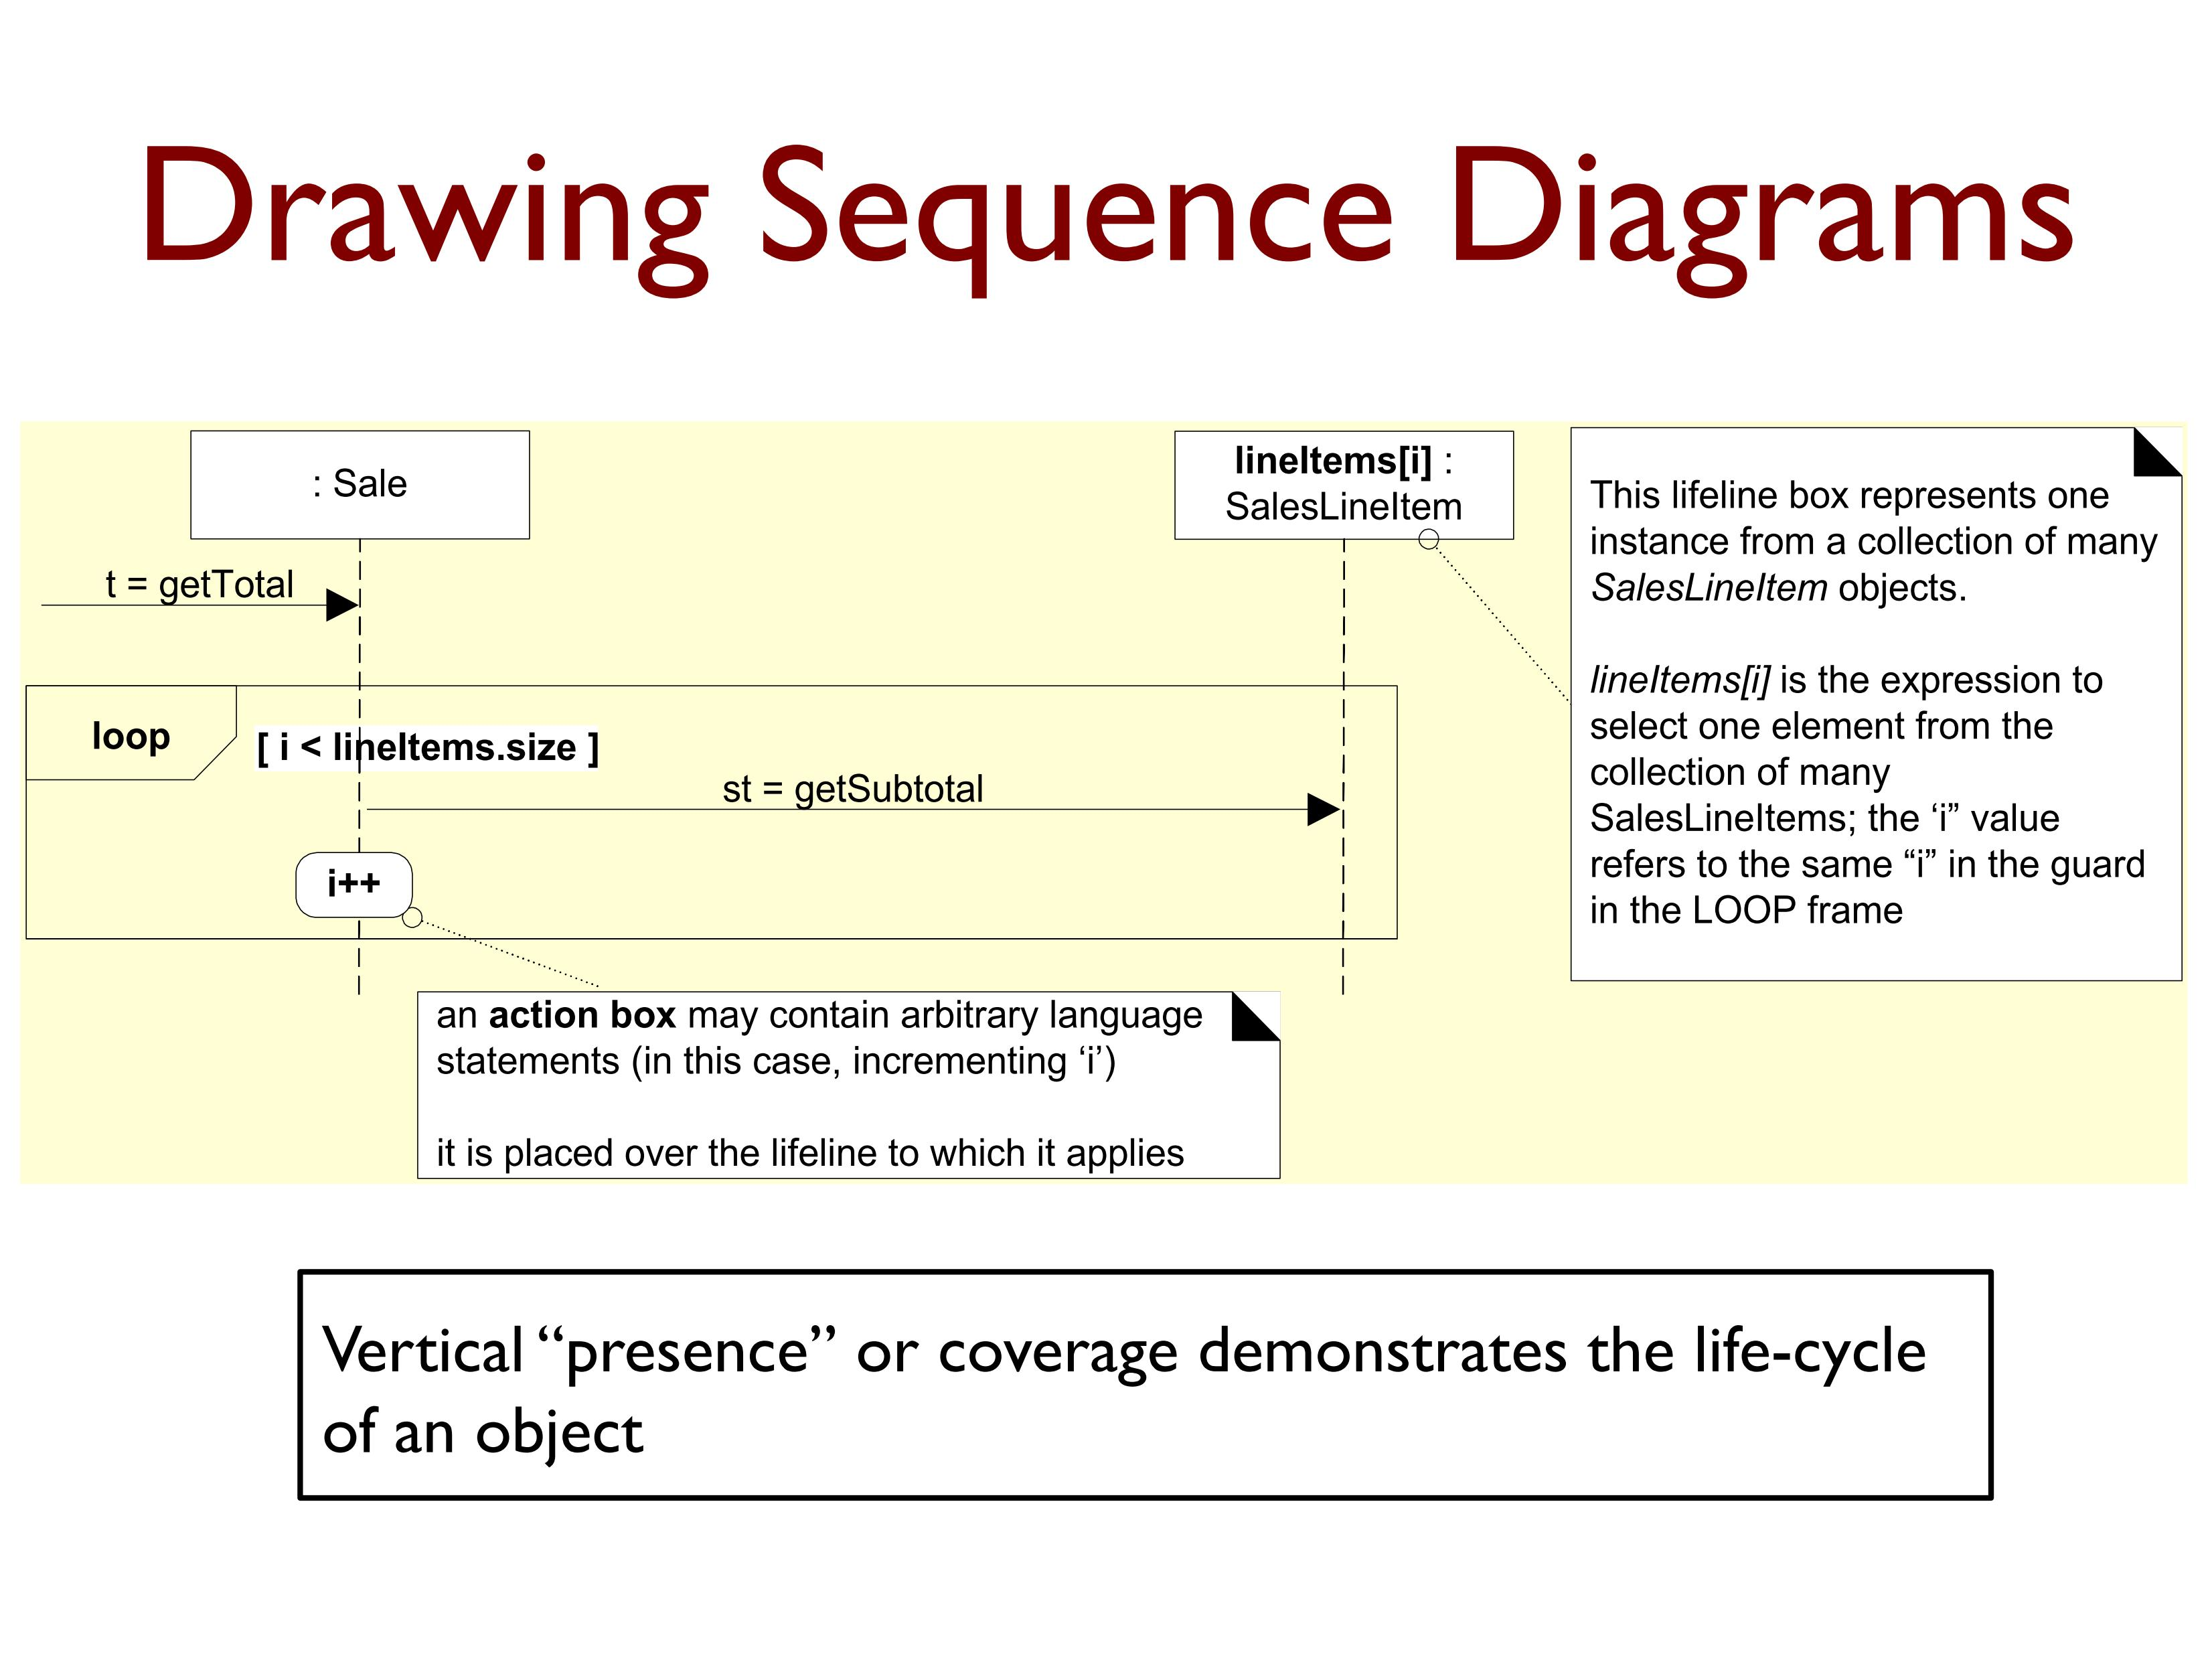 Drawing Sequence Diagrams
: Sale
lineItems[i] :
SalesLineItem
t = getTotal
loop
[ i < lineItems.size ]
st = getSubtotal
i++
This lifeline box represents one
instance from a collection of many
SalesLineItem objects.
lineItems[i] is the expression to
select one element from the
collection of many
SalesLineItems; the ‘i” value
refers to the same “i” in the guard
in the LOOP frame
an action box may contain arbitrary language
statements (in this case, incrementing ‘i’)
it is placed over the lifeline to which it applies
Vertical “presence” or coverage demonstrates the life-cycle
of an object